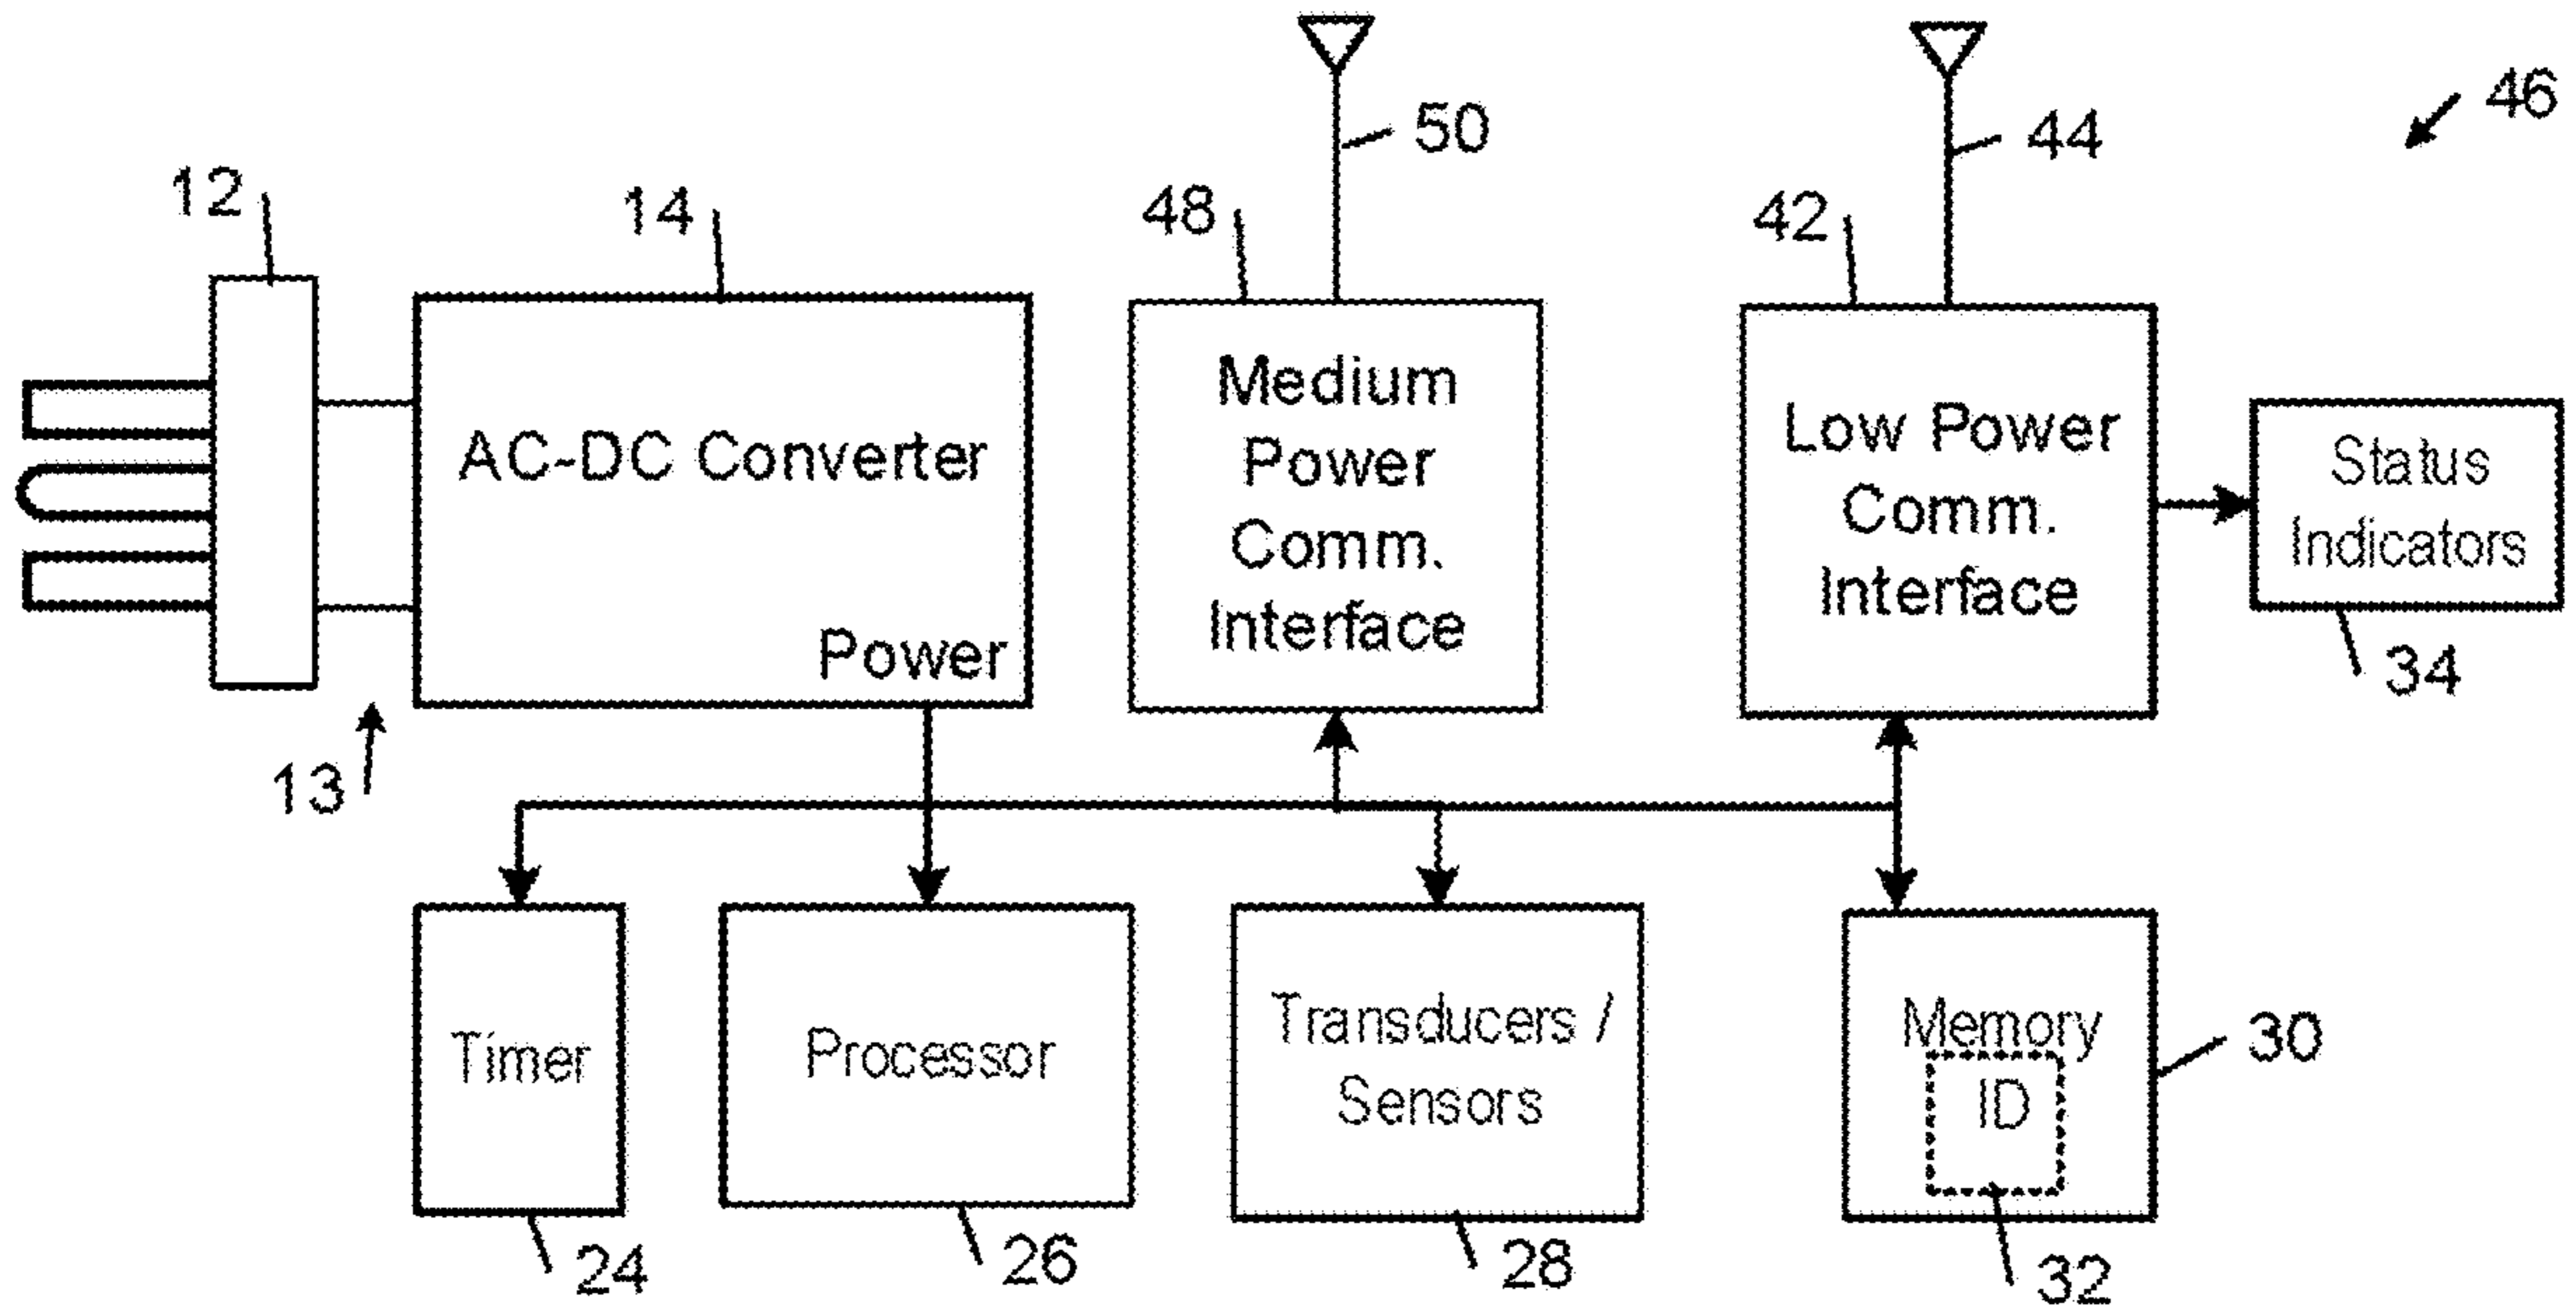 50
44
46
12
14
48
42
AC-DC Converter
Power
Medium
Power
Comm.
Interface
Low Power
Comm.
Interface
Status
Indicators
34
13
Timer
Processor
Transducers /
Sensors
Memory
ID
30
24
26
28
32